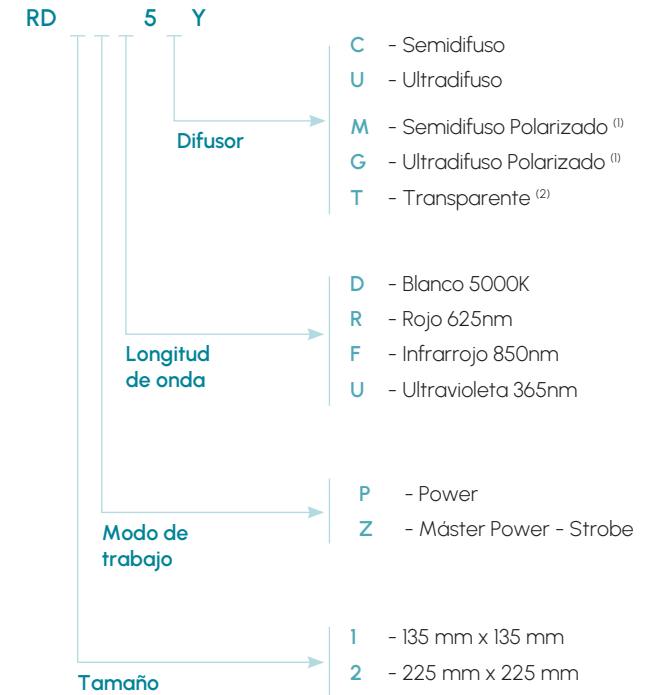 RD 5 Y
C - Semidifuso
U - Ultradifuso
M - Semidifuso Polarizado (1)
G - Ultradifuso Polarizado (1)
T - Transparente (2)
Difusor
D - Blanco 5000K
R - Rojo 625nm
F - Infrarrojo 850nm
U - Ultravioleta 365nm
Longitud
de onda
P - Power
Z - Máster Power - Strobe
Modo de
trabajo
1 - 135 mm x 135 mm
2 - 225 mm x 225 mm
Tamaño